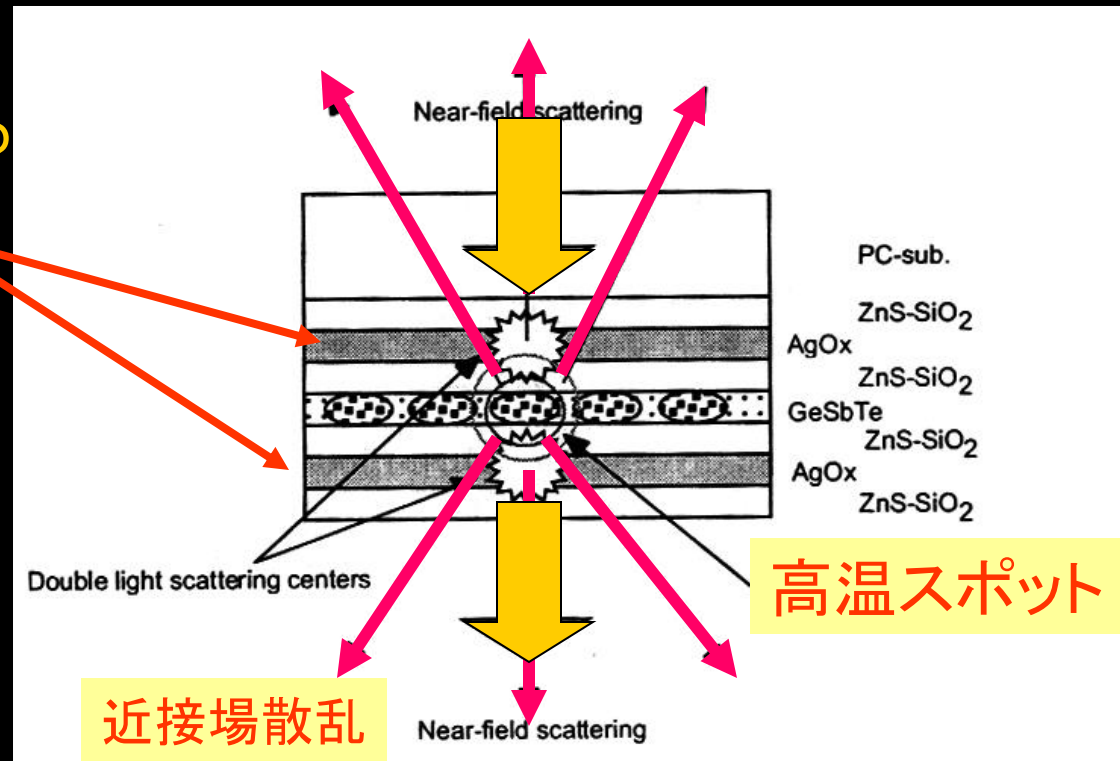 Near-field scattering
PC-sub.
ZnS-SiO2
AgOx
ZnS-SiO2
GeSbTe
ZnS-SiO2
AgOx
ZnS-SiO2
Double light scattering centers
高温スポット
近接場散乱
Near-field scattering